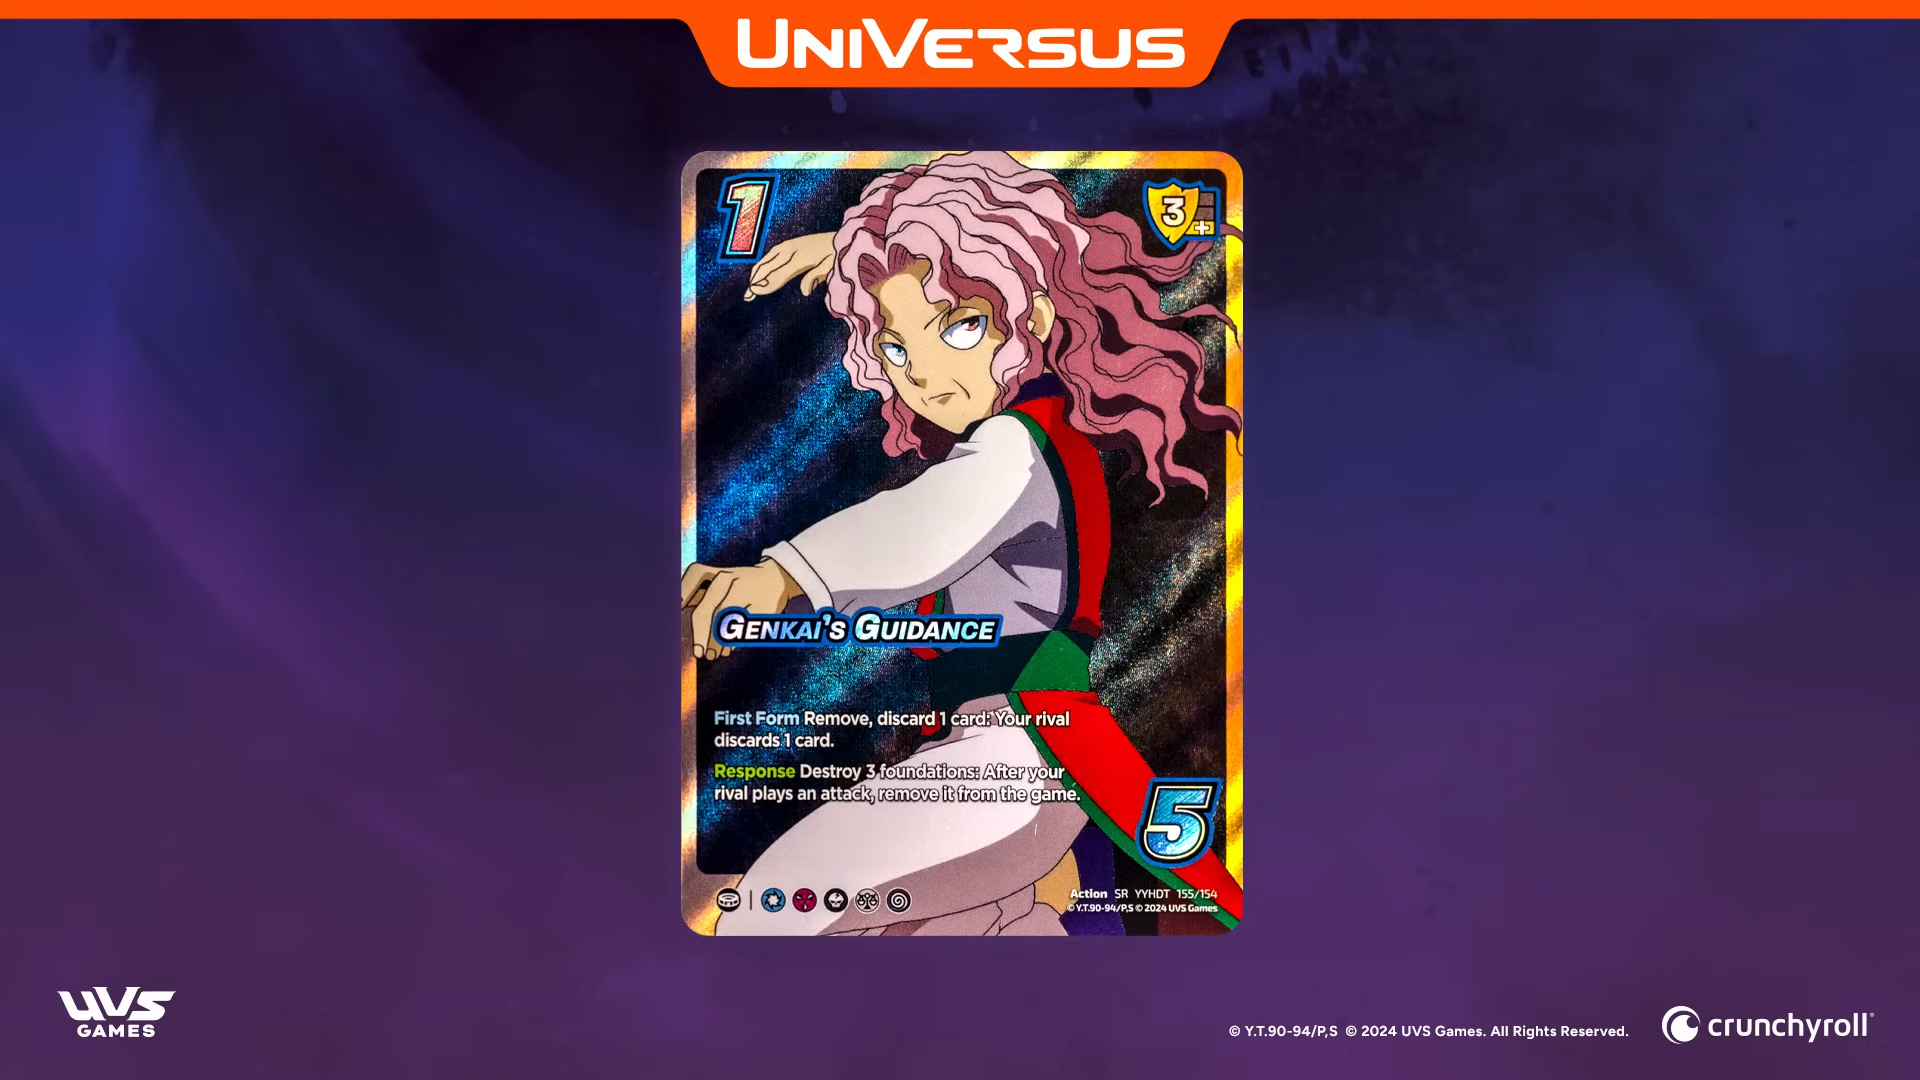 UniVersus
1
3
+
Genkai's Guidance
First Form Remove, discard 1 card: Your rival
discards 1 card.
Response Destroy 3 foundations: After your
rival plays an attack, remove it from the game.
5
Action SR YYHDT 155/154
© Y.T.90-94/P,S © 2024 UVS Games
UVS
GAMES
© Y.T.90-94/P,S © 2024 UVS Games. All Rights Reserved.
crunchyroll